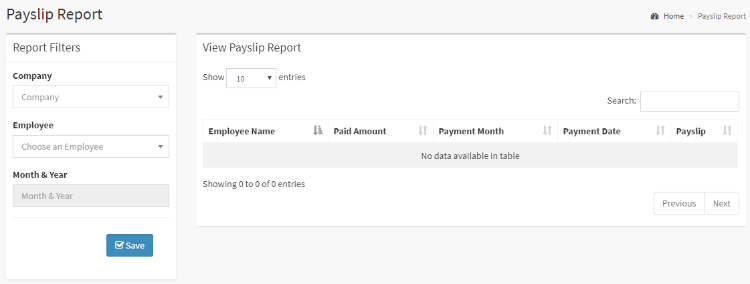 Payslip Report
Home > Payslip Report
Report Filters
Company
Company
Employee
Choose an Employee
Month & Year
Month & Year
Save
View Payslip Report
Show 10 entries
Search:
Employee Name Paid Amount Payment Month Payment Date Payslip
No data available in table
Showing 0 to 0 of 0 entries
Previous Next